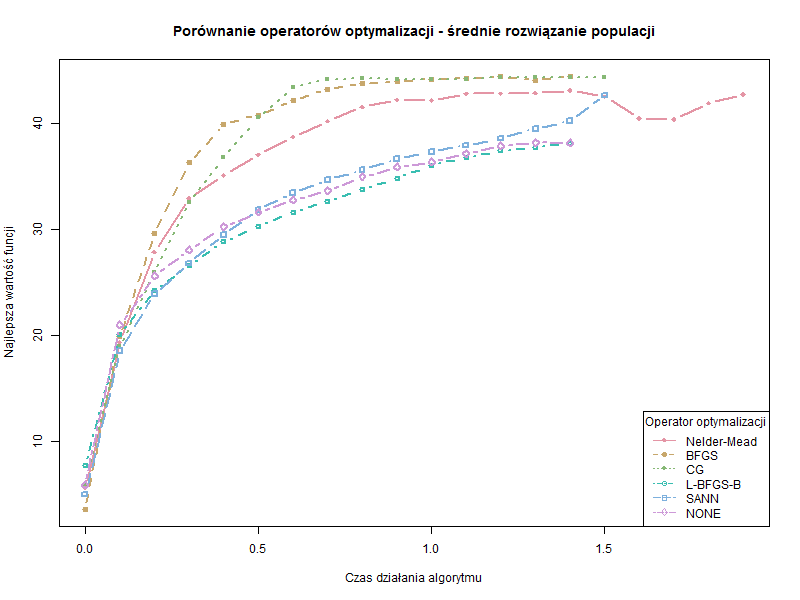 Porównanie operatorów optymalizacji - średnie rozwiązanie populacji
Najlepsza wartość funcji
40
30
20
10
0.0
0.5
1.0
1.5
Czas działania algorytmu
Operator optymalizacji
Nelder-Mead
BFGS
CG
L-BFGS-B
SANN
NONE